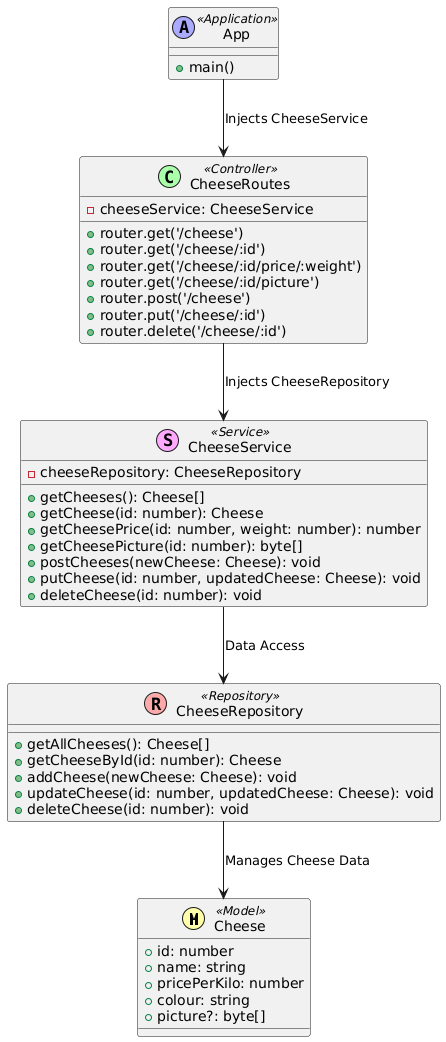 A «Application»
App
main()
Injects CheeseService
C «Controller»
CheeseRoutes
cheeseService: CheeseService
router.get('/cheese')
router.get('/cheese/:id')
router.get('/cheese/:id/price/:weight')
router.get('/cheese/:id/picture')
router.post('/cheese')
router.put('/cheese/:id')
router.delete('/cheese/:id')
Injects CheeseRepository
S «Service»
CheeseService
cheeseRepository: CheeseRepository
getCheeses(): Cheese[]
getCheese(id: number): Cheese
getCheesePrice(id: number, weight: number): number
getCheesePicture(id: number): byte[]
postCheeses(newCheese: Cheese): void
putCheese(id: number, updatedCheese: Cheese): void
deleteCheese(id: number): void
Data Access
R «Repository»
CheeseRepository
getAllCheeses(): Cheese[]
getCheeseById(id: number): Cheese
addCheese(newCheese: Cheese): void
updateCheese(id: number, updatedCheese: Cheese): void
deleteCheese(id: number): void
Manages Cheese Data
M «Model»
Cheese
id: number
name: string
pricePerKilo: number
colour: string
picture?: byte[]